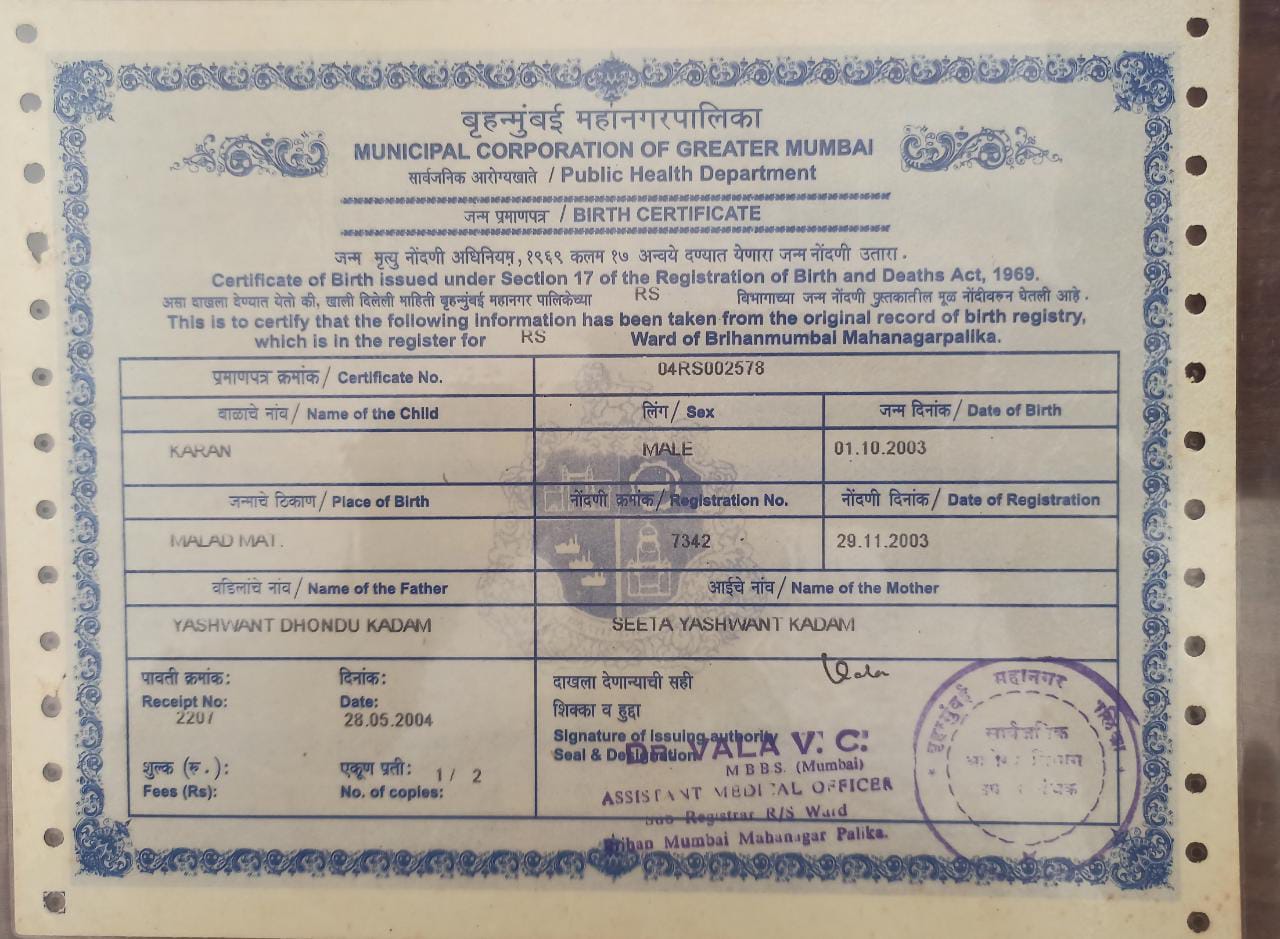 बृहन्मुंबई महानगरपालिका
MUNICIPAL CORPORATION OF GREATER MUMBAI
सार्वजनिक आरोग्यखाते / Public Health Department
जन्म प्रमाणपत्र / BIRTH CERTIFICATE
जन्म मृत्यु नोंदणी अधिनियम, १९६९ कलम १७ अन्वये दण्यात येणारा जन्म नोंदणी उतारा.
Certificate of Birth issued under Section 17 of the Registration of Birth and Deaths Act, 1969.
असा दाखला देण्यात येतो की, खाली दिलेली माहिती बृहन्मुंबई महानगर पालिकेच्या RS विभागाच्या जन्म नोंदणी पुस्तकातील मूळ नोंदीवरुन घेतली आहे.
This is to certify that the following information has been taken from the original record of birth registry,
which is in the register for RS Ward of Brihanmumbai Mahanagarpalika.
प्रमाणपत्र क्रमांक / Certificate No. 04RS002578
बाळाचे नांव / Name of the Child लिंग / Sex जन्म दिनांक / Date of Birth
KARAN MALE 01.10.2003
जन्माचे ठिकाण / Place of Birth नोंदणी क्रमांक / Registration No. नोंदणी दिनांक / Date of Registration
MALAD MAT. 7342 29.11.2003
वडिलांचे नांव / Name of the Father आईचे नांव / Name of the Mother
YASHWANT DHONDU KADAM SEETA YASHWANT KADAM
पावती क्रमांक: दिनांक: दाखला देणान्याची सही
Receipt No: Date: शिक्का व हुद्दा
2207 28.05.2004
Signature of issuing authority
Seal & Designation
DR. VALA V. C.
M B B S. (Mumbai)
शुल्क (रु.): एकूण प्रती: 1 / 2
Fees (Rs): No. of copies:
ASSISTANT MEDICAL OFFICER
Sub Registrar R/S Ward
Brihan Mumbai Mahanagar Palika.
बृहन्मुंबई महानगर पालिका
सार्वजनिक